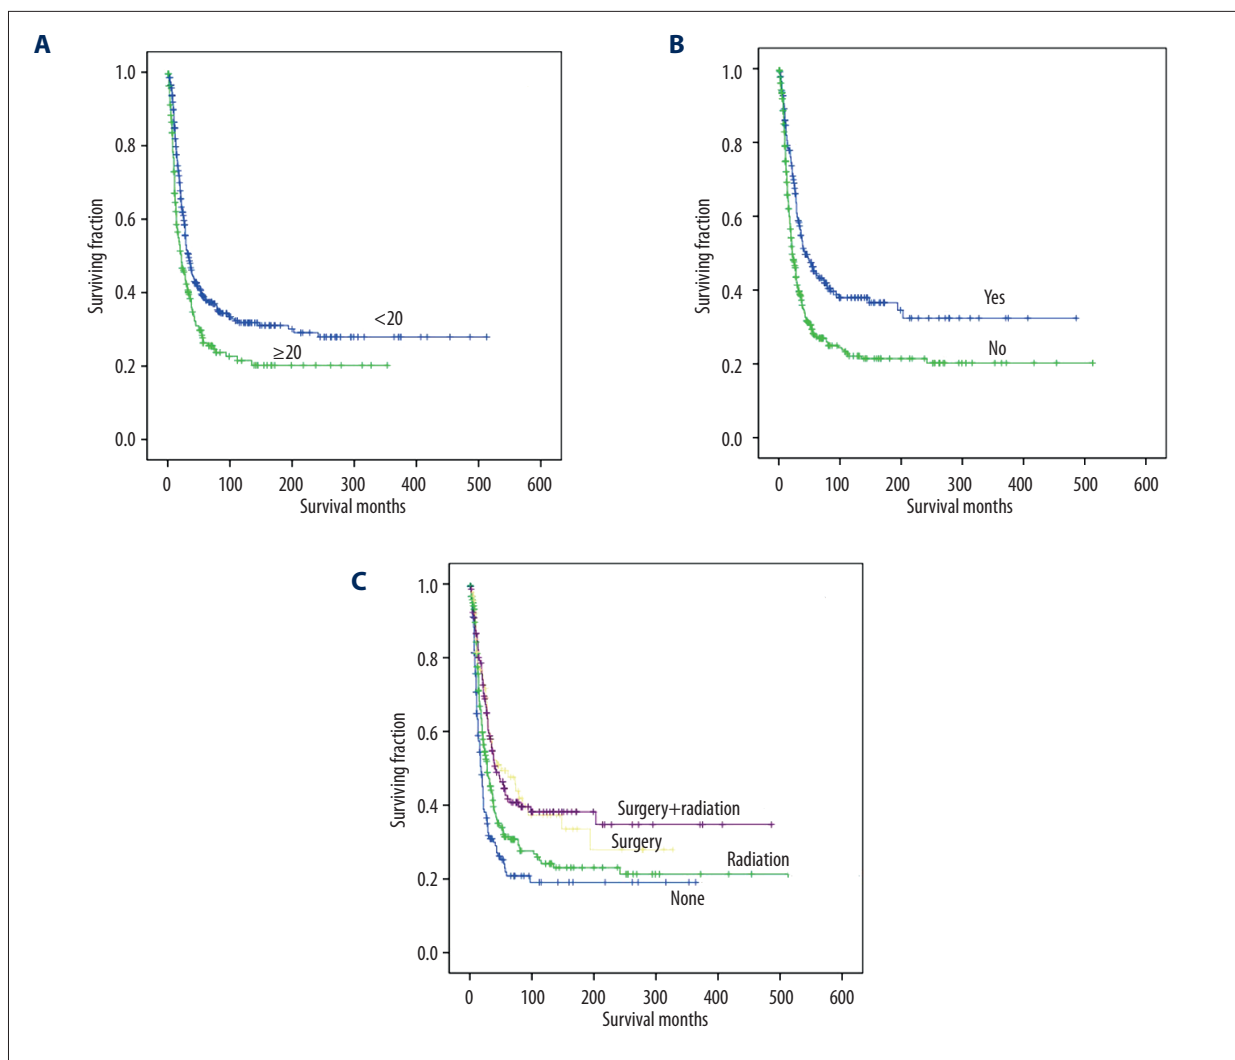 A
1.0
0.8
0.6
0.4
0.2
0.0
Surviving fraction
<20
≥20
0 100 200 300 400 500 600
Survival months
B
1.0
0.8
0.6
0.4
0.2
0.0
Surviving fraction
Yes
No
0 100 200 300 400 500 600
Survival months
C
1.0
0.8
0.6
0.4
0.2
0.0
Surviving fraction
Surgery+radiation
Surgery
Radiation
None
0 100 200 300 400 500 600
Survival months